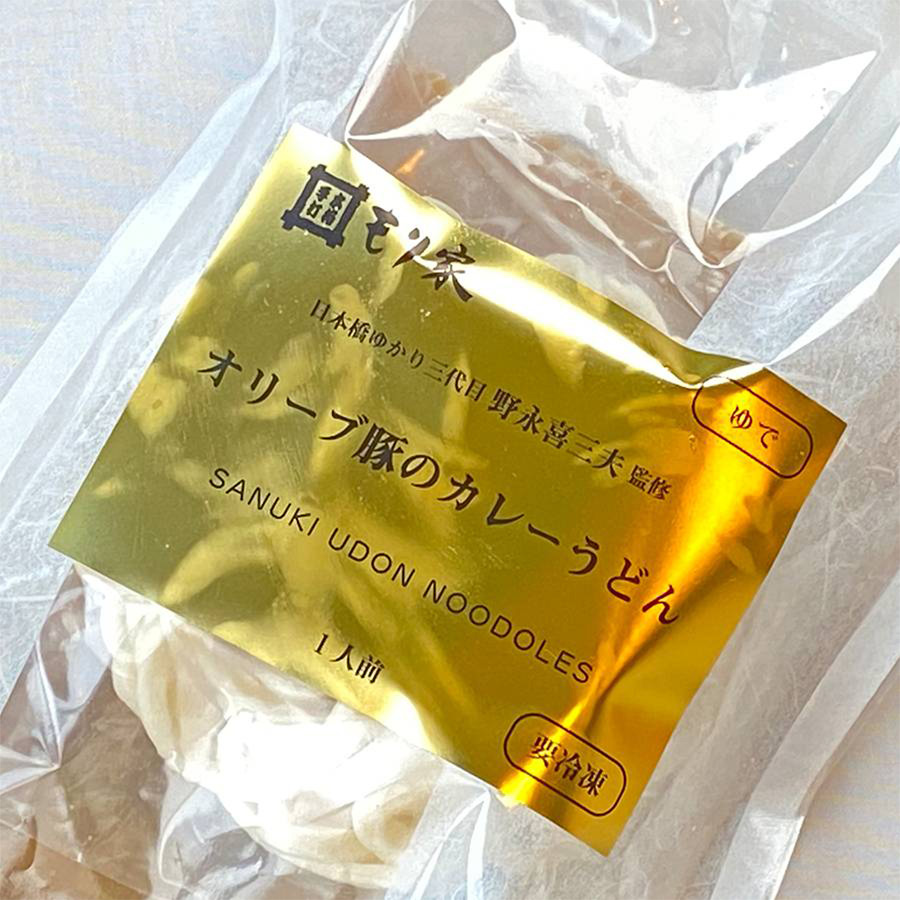 モリ家
日本橋ゆかり三代目 野永喜三夫 監修
ゆで
オリーブ豚のカレーうどん
SANUKI UDON NOODOLES
1人前
要冷凍